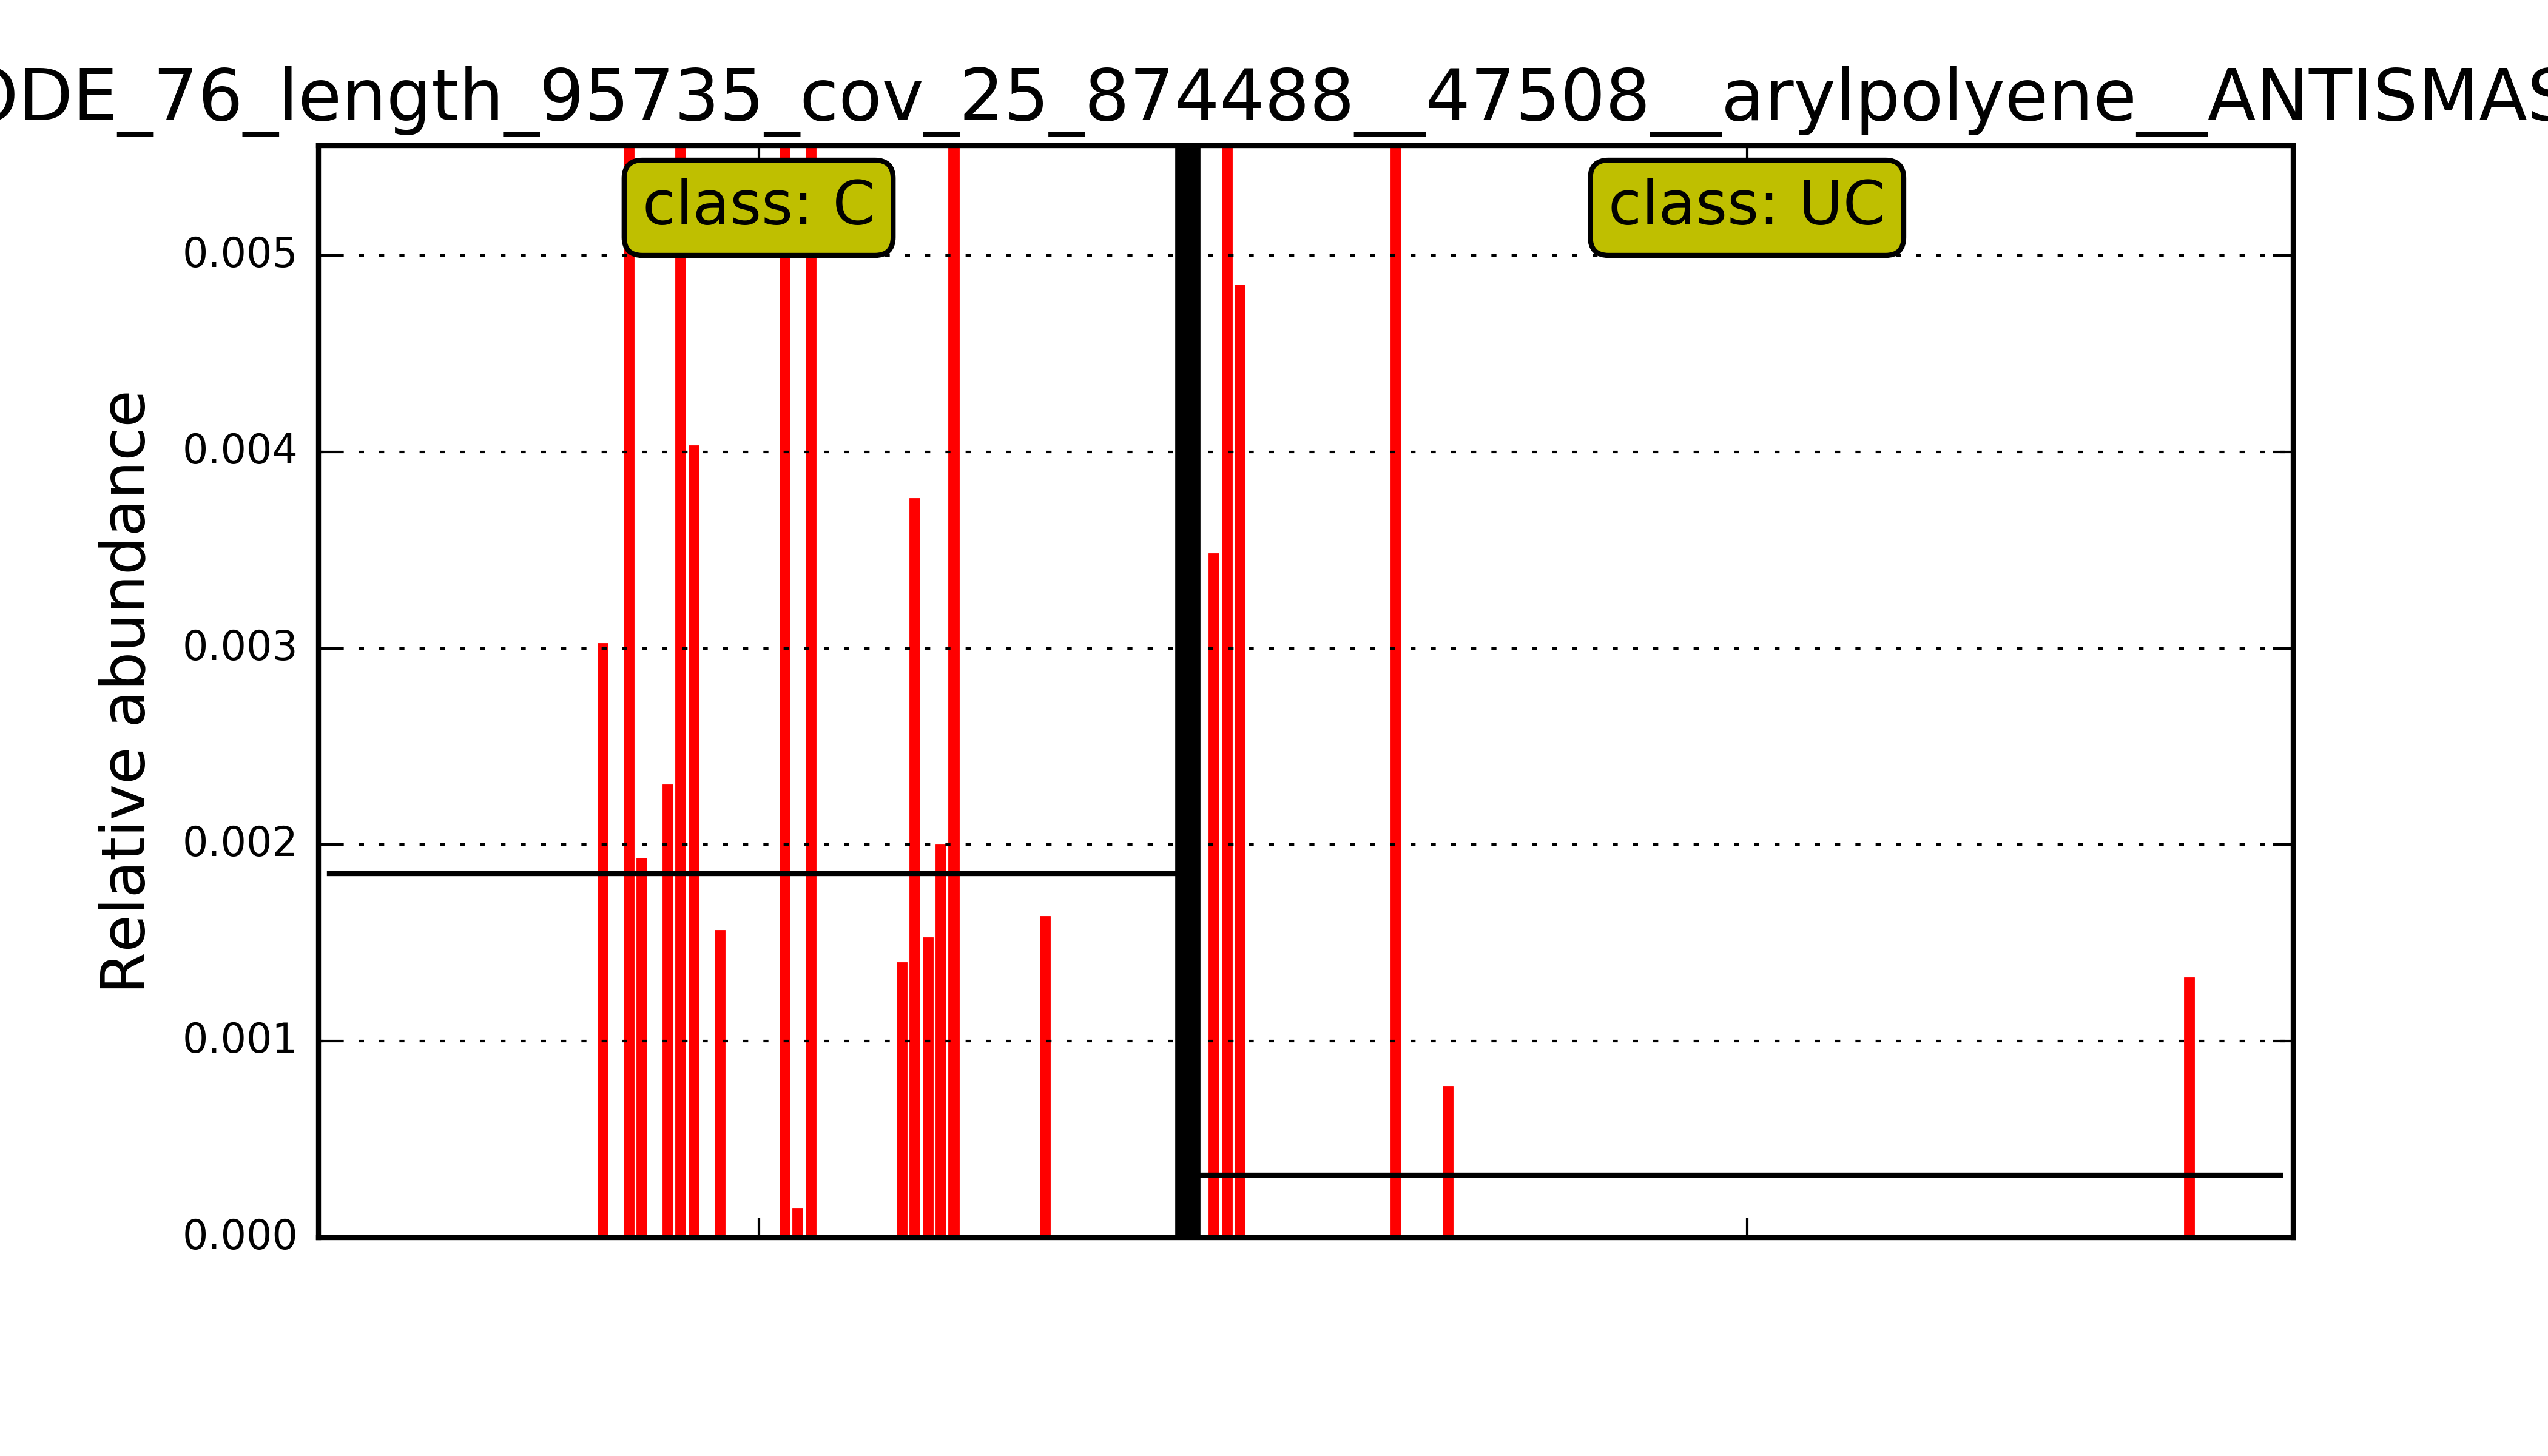 DE_76_length_95735_cov_25_874488__47508__arylpolyene__ANTISMAS
class: C
class: UC
0.005
0.004
0.003
0.002
0.001
0.000
Relative abundance